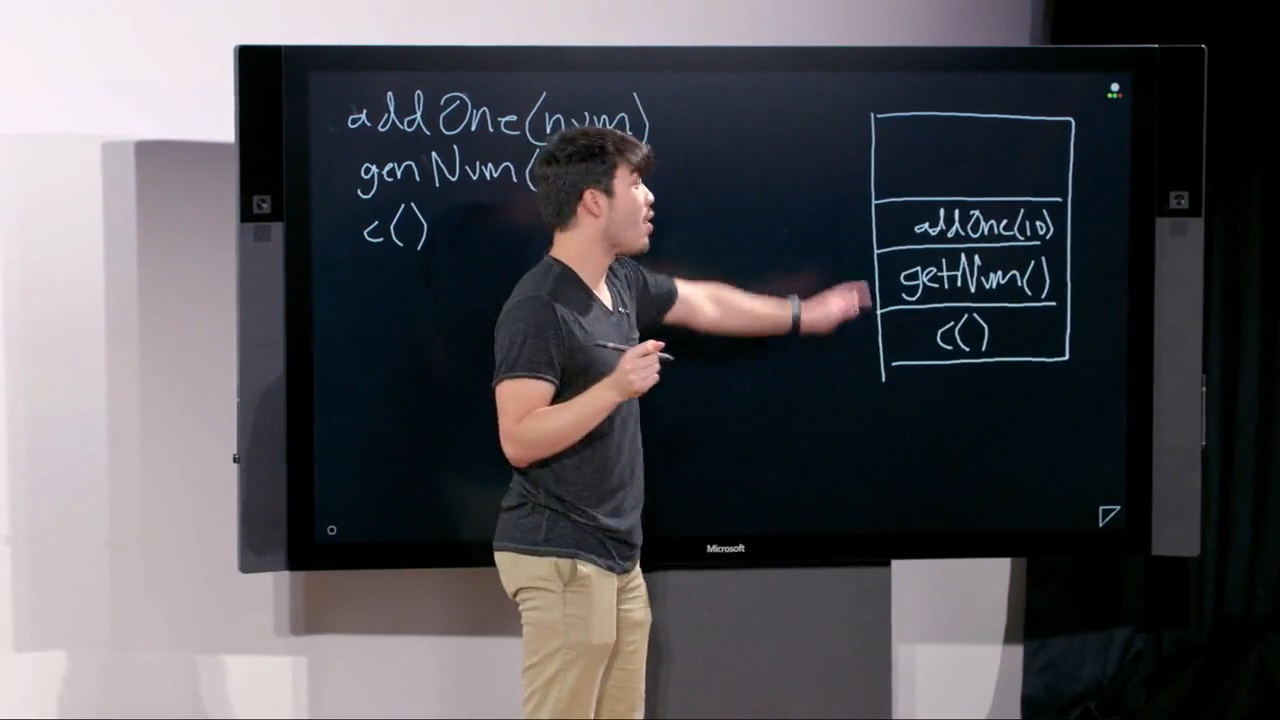 addOne(num)
genNum(
c()
addOne(10)
getNum()
c()
Microsoft